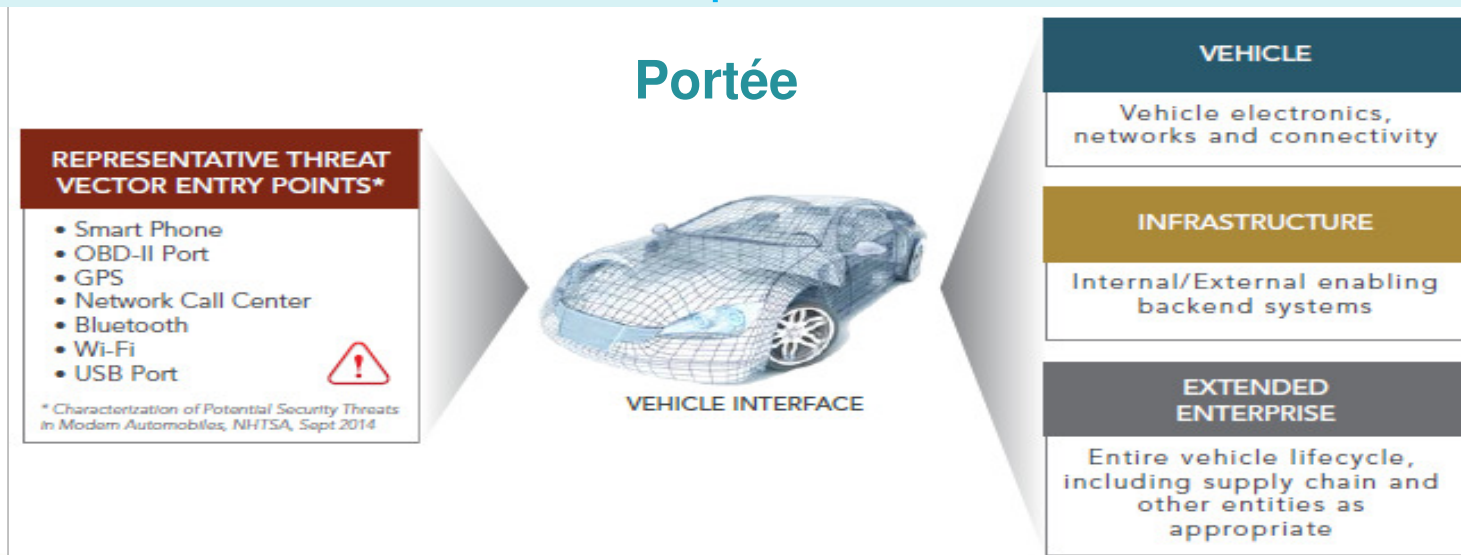 Portée
REPRESENTATIVE THREAT
VECTOR ENTRY POINTS*
• Smart Phone
• OBD-II Port
• GPS
• Network Call Center
• Bluetooth
• Wi-Fi
• USB Port
* Characterization of Potential Security Threats
in Modern Automobiles, NHTSA, Sept 2014
VEHICLE INTERFACE
VEHICLE
Vehicle electronics,
networks and connectivity
INFRASTRUCTURE
Internal/External enabling
backend systems
EXTENDED
ENTERPRISE
Entire vehicle lifecycle,
including supply chain and
other entities as
appropriate